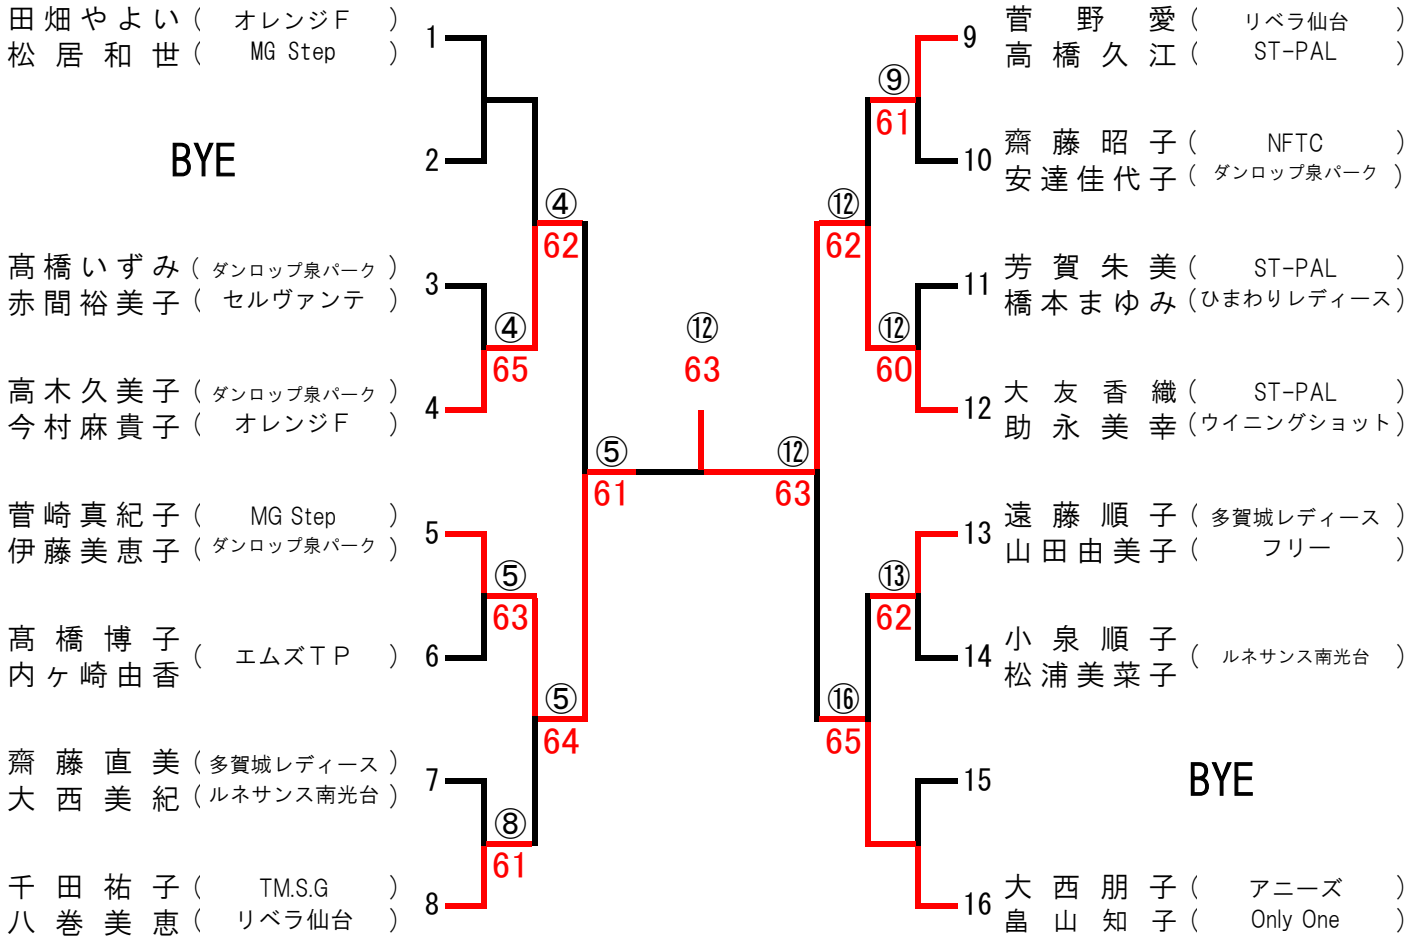 田畑やよい ( オレンジＦ )
松居和世 ( MG Step )
1
BYE
2
④
62
髙橋いずみ ( ダンロップ泉パーク )
赤間裕美子 ( セルヴァンテ )
3
④
65
高木久美子 ( ダンロップ泉パーク )
今村麻貴子 ( オレンジＦ )
4
⑤
61
菅崎真紀子 ( MG Step )
伊藤美恵子 ( ダンロップ泉パーク )
5
⑤
63
髙橋博子
内ヶ崎由香
( エムズＴＰ )
6
⑤
64
齋藤直美 ( 多賀城レディース )
大西美紀 ( ルネサンス南光台 )
7
⑧
61
千田祐子 ( TM.S.G )
八巻美恵 ( リベラ仙台 )
8
⑫
63
9
菅野愛 ( リベラ仙台 )
高橋久江 ( ST-PAL )
⑨
61
10
齋藤昭子 ( NFTC )
安達佳代子 ( ダンロップ泉パーク )
⑫
62
11
芳賀朱美 ( ST-PAL )
橋本まゆみ (ひまわりレディース)
⑫
60
12
大友香織 ( ST-PAL )
助永美幸 (ウイニングショット)
⑫
63
13
遠藤順子 ( 多賀城レディース )
山田由美子 ( フリー )
⑬
62
14
小泉順子
松浦美菜子
( ルネサンス南光台 )
⑯
65
15
BYE
16
大西朋子 ( アニーズ )
畠山知子 ( Only One )